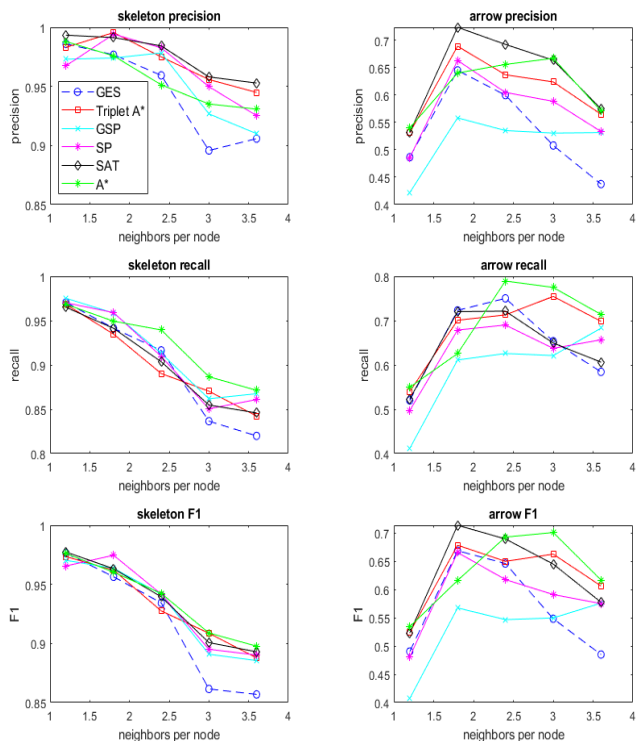 skeleton precision
1
0.95
0.9
0.85
precision
GES
Triplet A*
GSP
SP
SAT
A*
1 1.5 2 2.5 3 3.5 4
neighbors per node
arrow precision
0.7
0.65
0.6
0.55
0.5
0.45
0.4
precision
1 1.5 2 2.5 3 3.5 4
neighbors per node
skeleton recall
1
0.95
0.9
0.85
0.8
recall
1 1.5 2 2.5 3 3.5 4
neighbors per node
arrow recall
0.8
0.7
0.6
0.5
0.4
recall
1 1.5 2 2.5 3 3.5 4
neighbors per node
skeleton F1
1
0.95
0.9
0.85
F1
1 1.5 2 2.5 3 3.5 4
neighbors per node
arrow F1
0.7
0.65
0.6
0.55
0.5
0.45
0.4
F1
1 1.5 2 2.5 3 3.5 4
neighbors per node